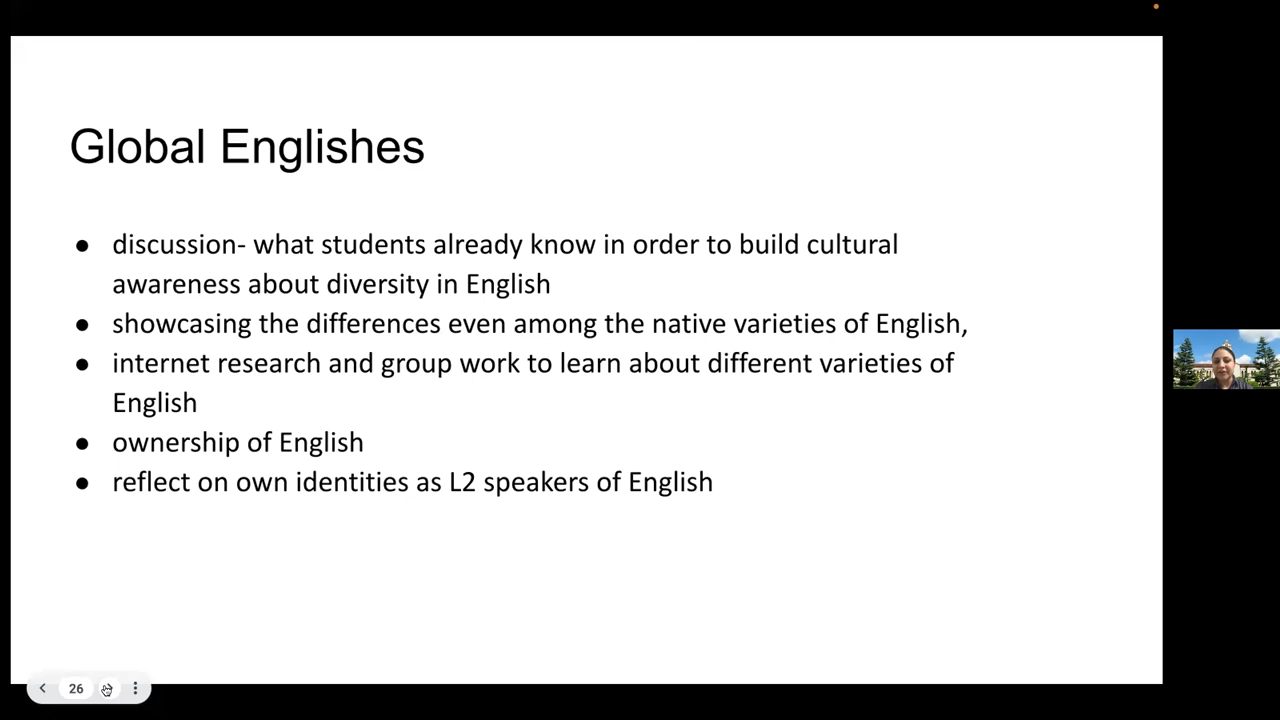 Global Englishes
● discussion- what students already know in order to build cultural
awareness about diversity in English
● showcasing the differences even among the native varieties of English,
● internet research and group work to learn about different varieties of
English
● ownership of English
● reflect on own identities as L2 speakers of English
26